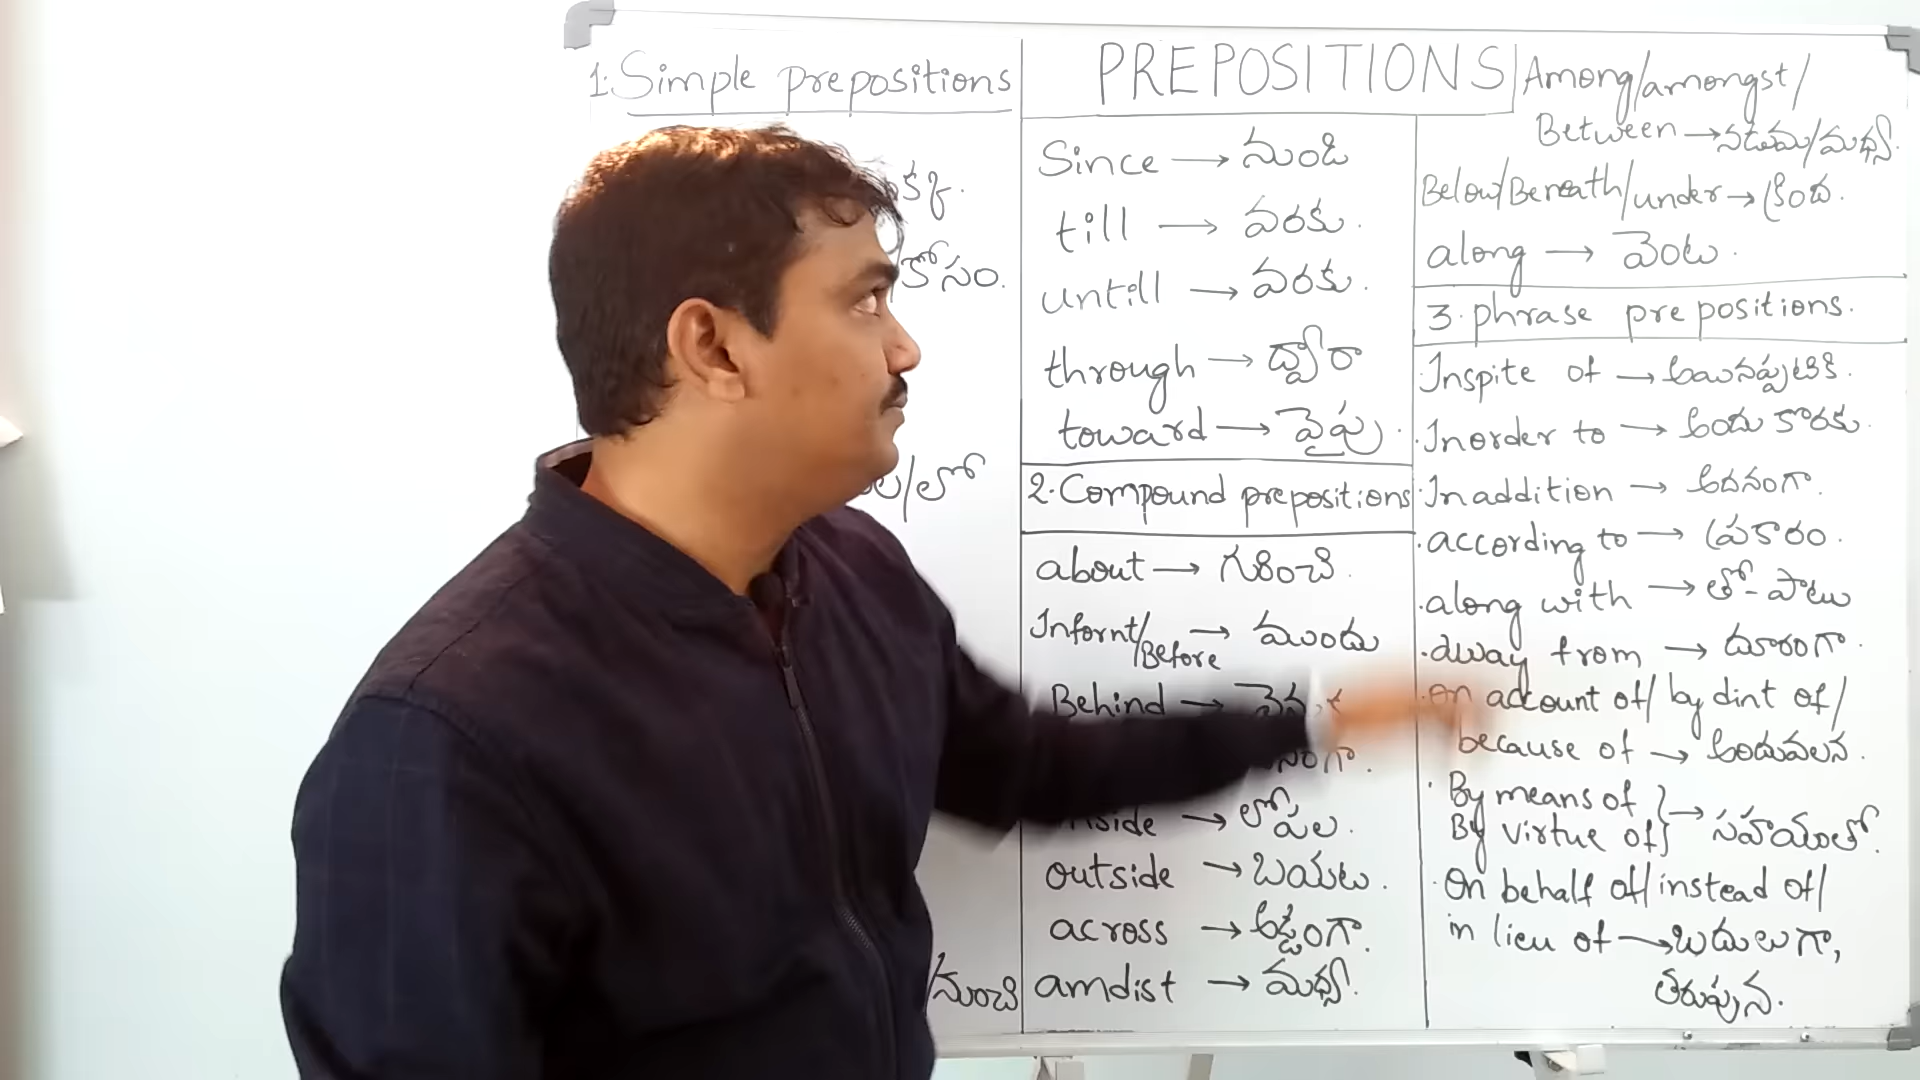 PREPOSITIONS
1. Simple prepositions
కోసం.
/లో
/నుంచి
Since → నుండి
till → వరకు.
untill → వరకు.
through → ద్వారా
toward → వైపు.
2. Compound prepositions
about → గురించి.
Infornt/Before → ముందు
Behind →
outside → బయట.
across → అడ్డంగా.
amdist → మధ్య.
Among/amongst/
Between → నడుమ/మధ్య.
Below/Beneath/under → క్రింద.
along → వెంట.
3. phrase prepositions.
. Inspite of → అయినప్పటికి.
. Inorder to → అందు కొరకు.
. In addition → అదనంగా.
. according to → ప్రకారం.
. along with → తో-పాటు
. away from → దూరంగా.
. On account of/ by dint of/
because of → అందువలన.
. By means of } →
By virtue of } సహాయంతో.
. On behalf of/instead of/
in lieu of → బదులుగా,
తరుపున.